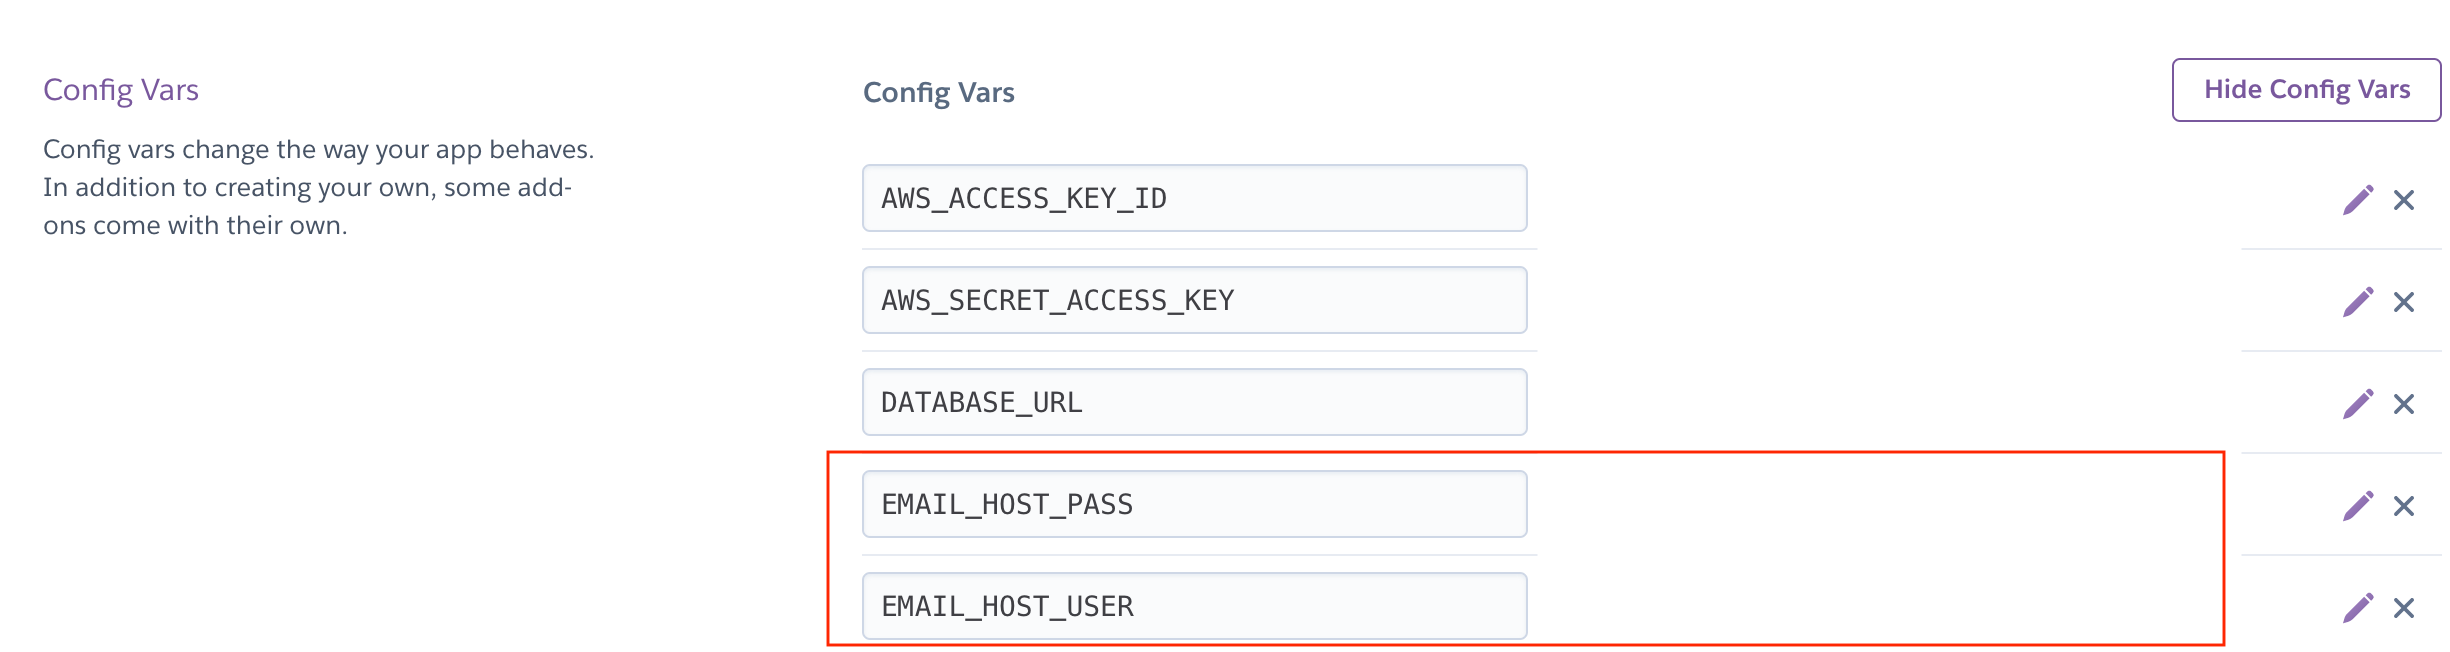 Config Vars
Config vars change the way your app behaves.
In addition to creating your own, some add-
ons come with their own.
Config Vars
Hide Config Vars
AWS_ACCESS_KEY_ID
AWS_SECRET_ACCESS_KEY
DATABASE_URL
EMAIL_HOST_PASS
EMAIL_HOST_USER